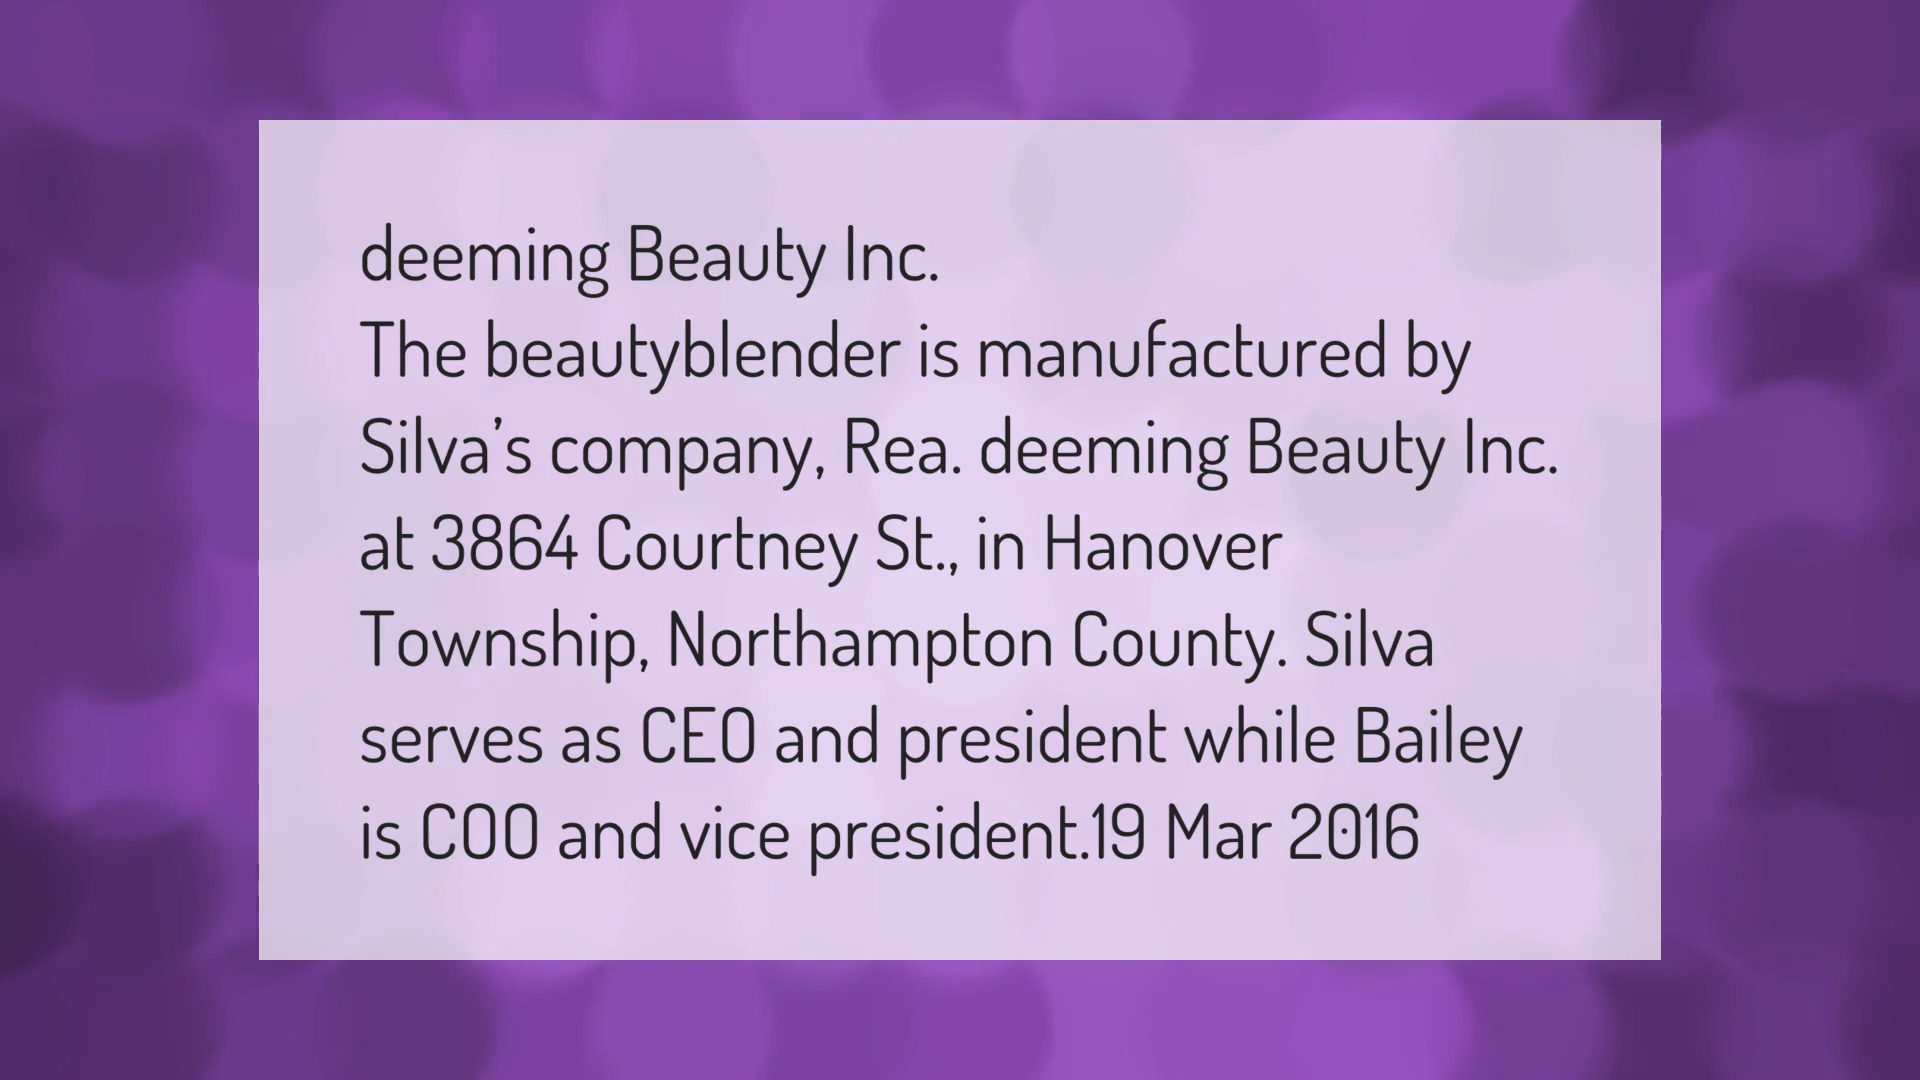 deeming Beauty Inc.
The beautyblender is manufactured by
Silva’s company, Rea. deeming Beauty Inc.
at 3864 Courtney St., in Hanover
Township, Northampton County. Silva
serves as CEO and president while Bailey
is COO and vice president.19 Mar 2016